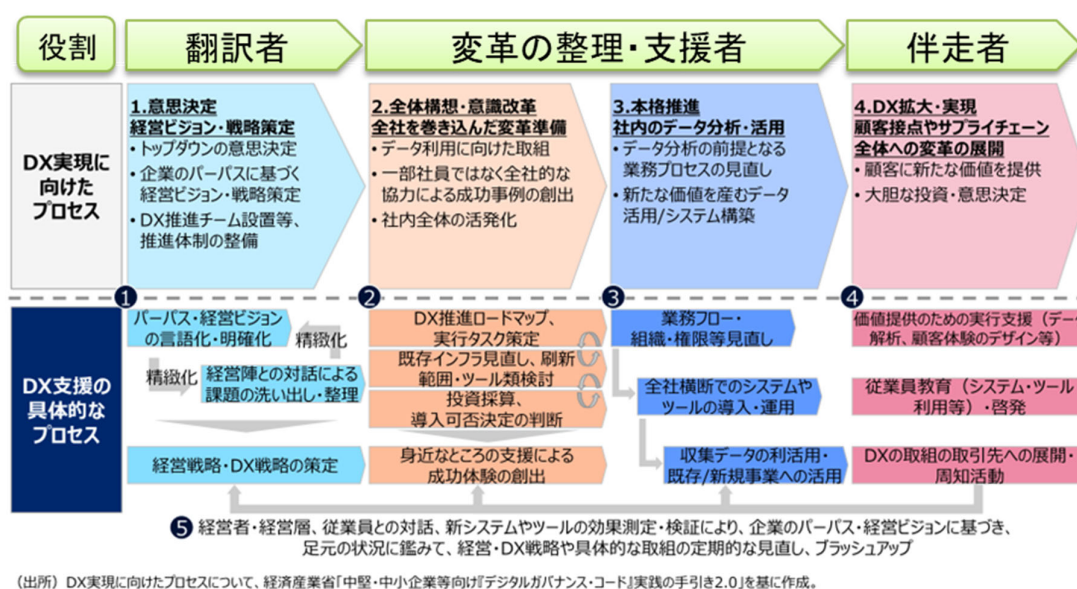 役割
翻訳者
変革の整理・支援者
伴走者
DX実現に
向けた
プロセス
1.意思決定
経営ビジョン・戦略策定
・トップダウンの意思決定
・企業のパーパスに基づく
経営ビジョン・戦略策定
・DX推進チーム設置等、
推進体制の整備
2.全体構想・意識改革
全社を巻き込んだ変革準備
・データ利用に向けた取組
・一部社員ではなく全社的な
協力による成功事例の創出
・社内全体の活発化
3.本格推進
社内のデータ分析・活用
・データ分析の前提となる
業務プロセスの見直し
・新たな価値を産むデータ
活用/システム構築
4.DX拡大・実現
顧客接点やサプライチェーン
全体への変革の展開
・顧客に新たな価値を提供
・大胆な投資・意思決定
DX支援の
具体的な
プロセス
1
パーパス・経営ビジョン
の言語化・明確化
精緻化
精緻化
経営陣との対話による
課題の洗い出し・整理
経営戦略・DX戦略の策定
2
DX推進ロードマップ、
実行タスク策定
既存インフラ見直し、刷新
範囲・ツール類検討
投資採算、
導入可否決定の判断
身近なところの支援による
成功体験の創出
3
業務フロー・
組織・権限等見直し
全社横断でのシステムや
ツールの導入・運用
収集データの利活用・
既存/新規事業への活用
4
価値提供のための実行支援（データ
解析、顧客体験のデザイン等）
従業員教育（システム・ツール
利用等）・啓発
DXの取組の取引先への展開・
周知活動
5 経営者・経営層、従業員との対話、新システムやツールの効果測定・検証により、企業のパーパス・経営ビジョンに基づき、
足元の状況に鑑みて、経営・DX戦略や具体的な取組の定期的な見直し、ブラッシュアップ
（出所）DX実現に向けたプロセスについて、経済産業省「中堅・中小企業等向け『デジタルガバナンス・コード』実践の手引き2.0」を基に作成。